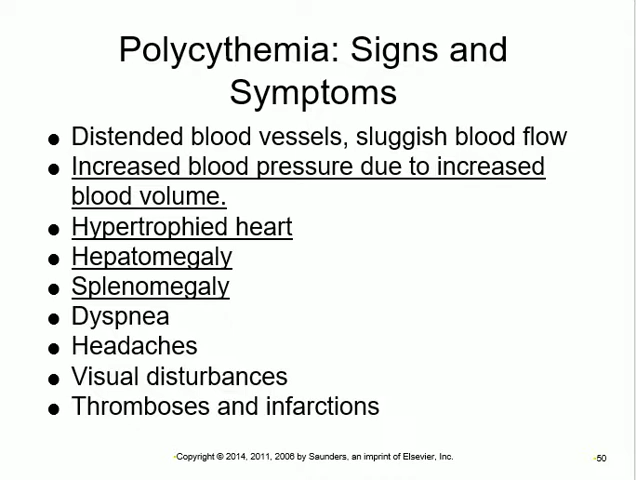 Polycythemia: Signs and
Symptoms
● Distended blood vessels, sluggish blood flow
● Increased blood pressure due to increased
blood volume.
● Hypertrophied heart
● Hepatomegaly
● Splenomegaly
● Dyspnea
● Headaches
● Visual disturbances
● Thromboses and infarctions
•Copyright © 2014, 2011, 2006 by Saunders, an imprint of Elsevier, Inc.
•50